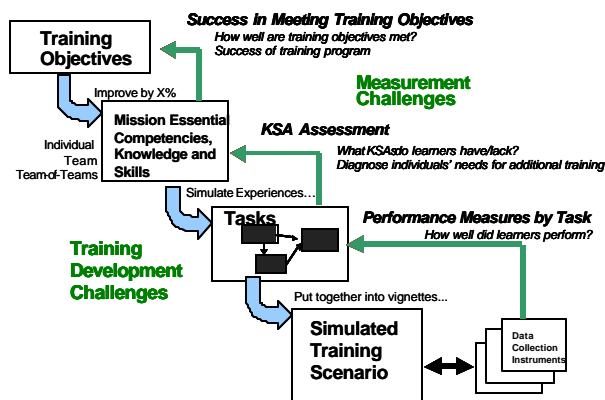 Success in Meeting Training Objectives
How well are training objectives met?
Success of training program
Training
Objectives
Improve by X%
Measurement
Challenges
Mission Essential
Competencies,
Knowledge and
Skills
Individual
Team
Team-of-Teams
KSA Assessment
What KSAsdo learners have/lack?
Diagnose individuals' needs for additional training
Simulate Experiences…
Tasks
Performance Measures by Task
How well did learners perform?
Training
Development
Challenges
Put together into vignettes...
Simulated
Training
Scenario
Data
Collection
Instruments